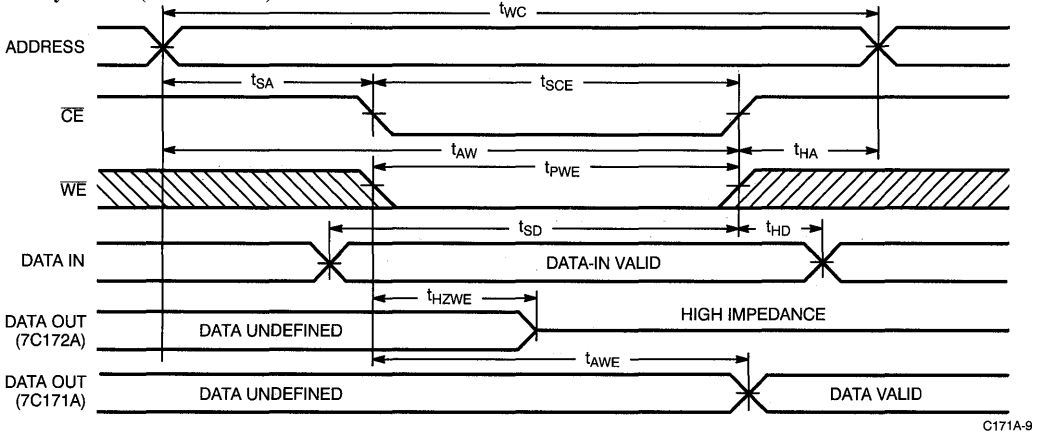 tWC
ADDRESS
tSA
tSCE
CE
tAW
tHA
tPWE
WE
tSD
tHD
DATA IN
DATA-IN VALID
tHZWE
HIGH IMPEDANCE
DATA OUT
(7C172A)
DATA UNDEFINED
tAWE
DATA OUT
(7C171A)
DATA UNDEFINED
DATA VALID
C171A-9